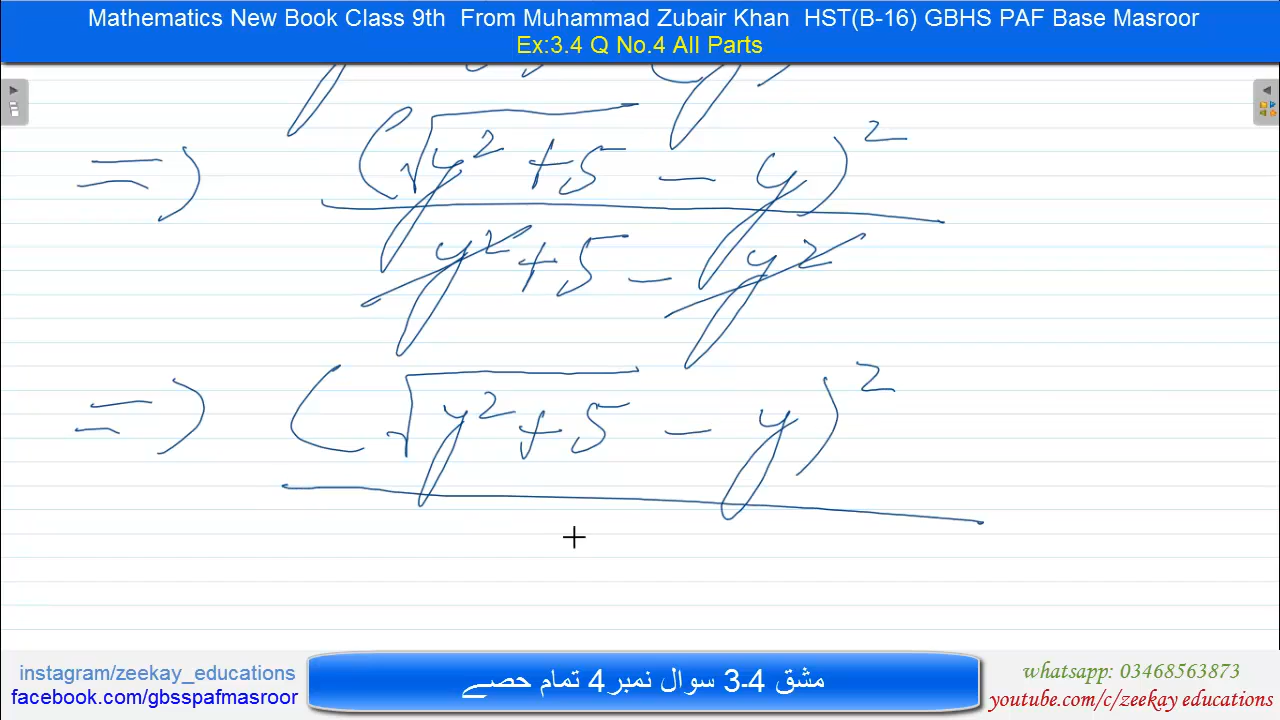 Mathematics New Book Class 9th From Muhammad Zubair Khan HST(B-16) GBHS PAF Base Masroor
Ex:3.4 Q No.4 All Parts
=> (√(y² + 5) − y)²
y² + 5 − y²
=> (√(y² + 5) − y)²
instagram/zeekay_educations
facebook.com/gbsspafmasroor
مشق 3.4 سوال نمبر4 تمام حصے
whatsapp: 03468563873
youtube.com/c/zeekay educations